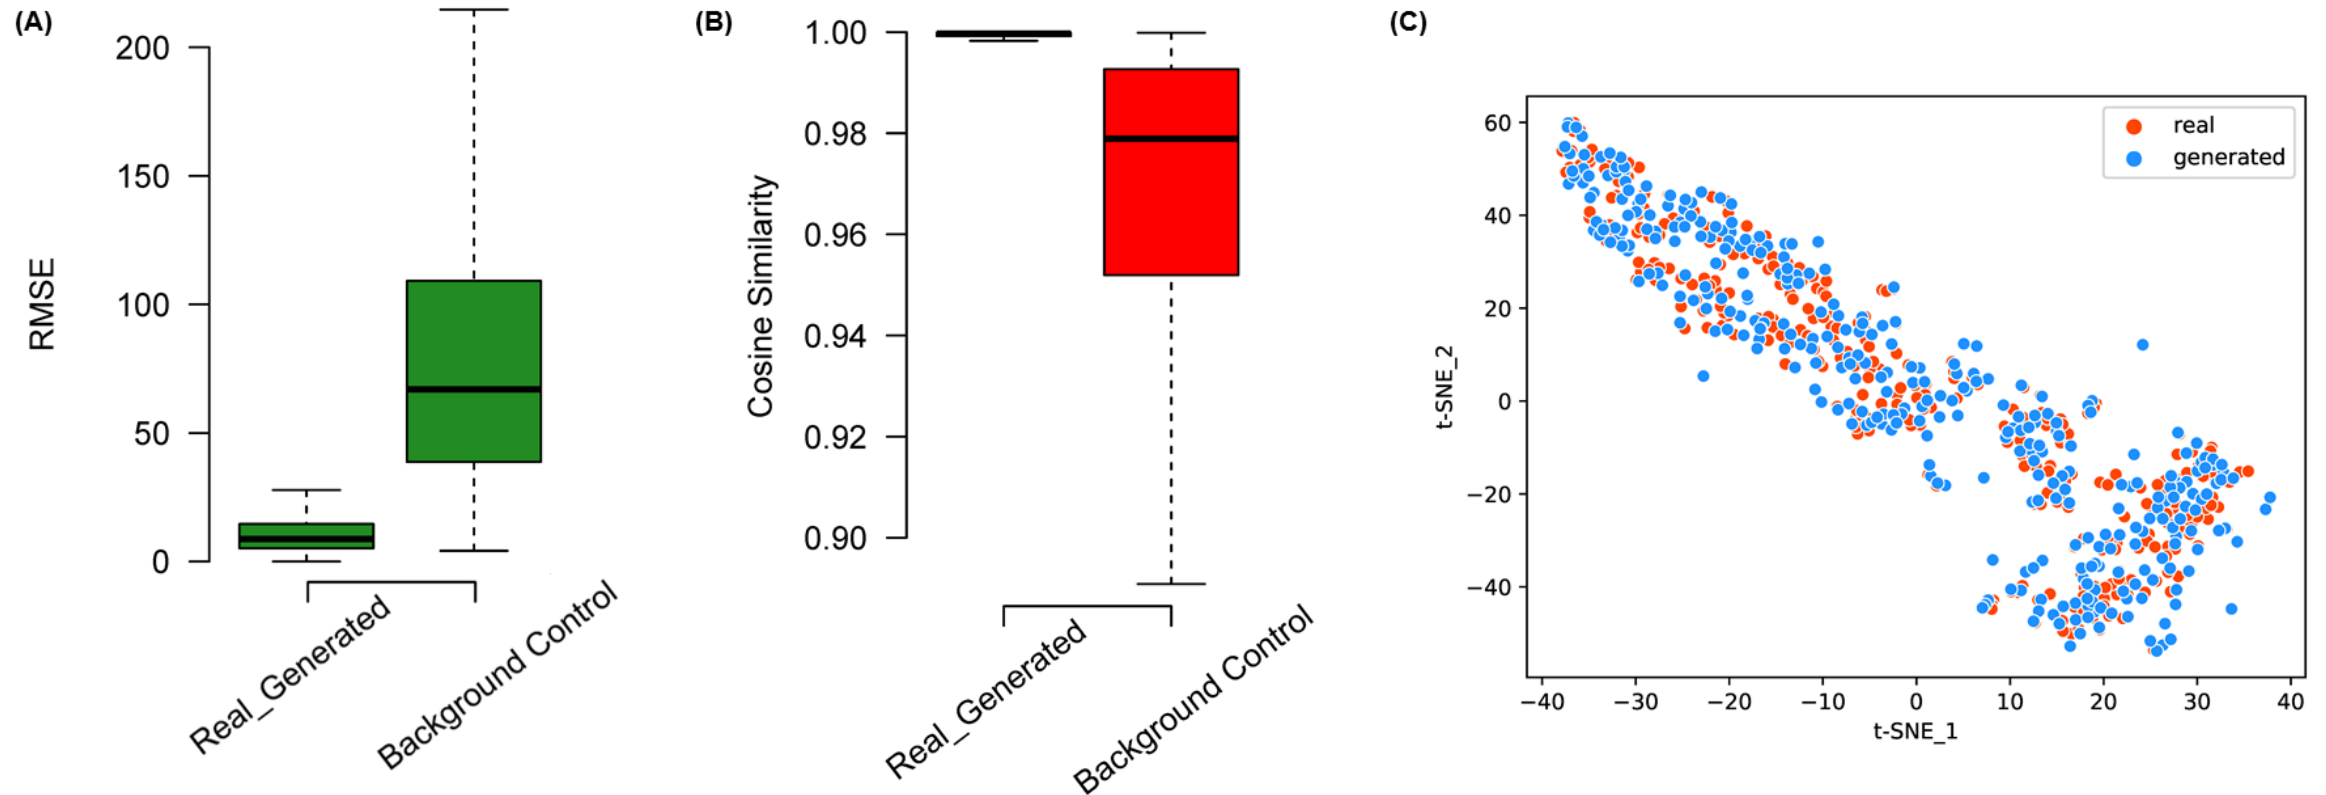 (A)
200
150
100
50
0
RMSE
Real_Generated
Background Control
(B)
1.00
0.98
0.96
0.94
0.92
0.90
Cosine Similarity
Real_Generated
Background Control
(C)
real
generated
60
40
20
0
−20
−40
t-SNE_2
−40 −30 −20 −10 0 10 20 30 40
t-SNE_1